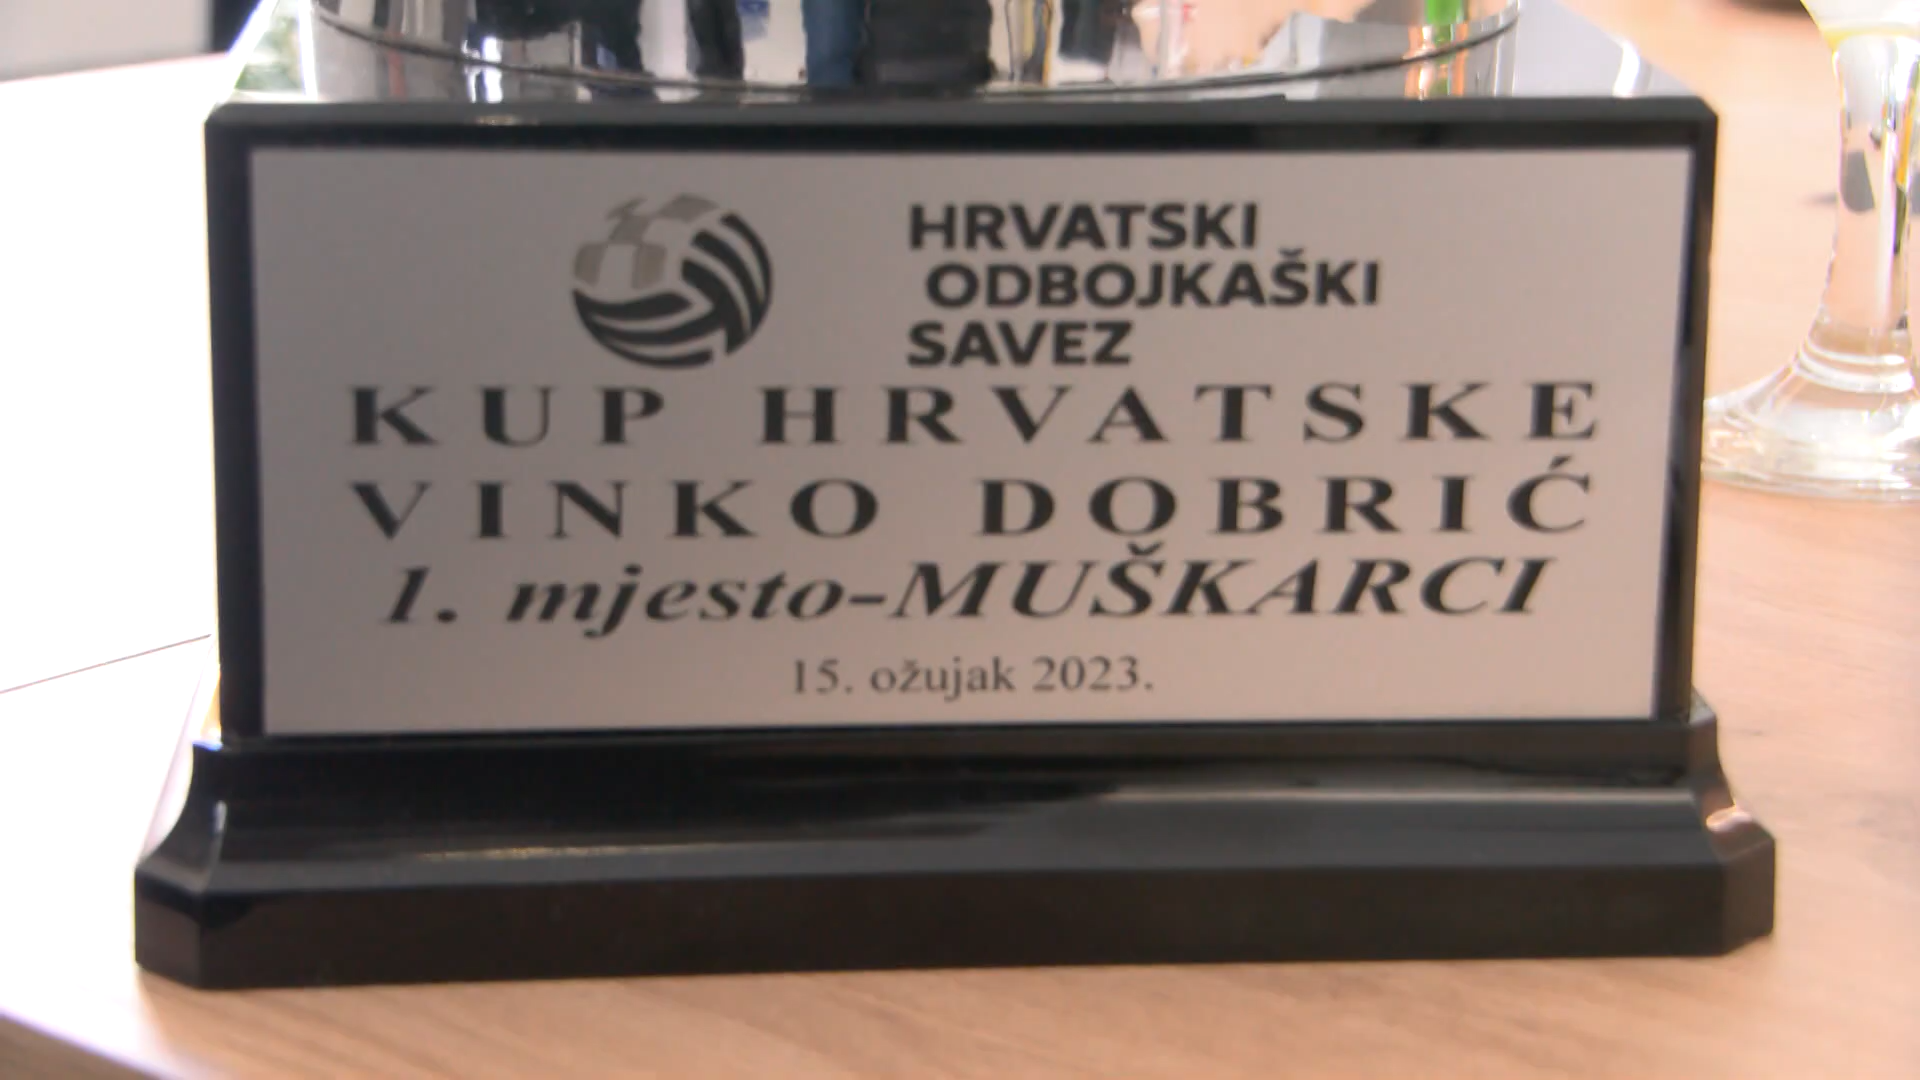 HRVATSKI
ODBOJKAŠKI
SAVEZ
KUP HRVATSKE
VINKO DOBRIĆ
1. mjesto-MUŠKARCI
15. ožujak 2023.